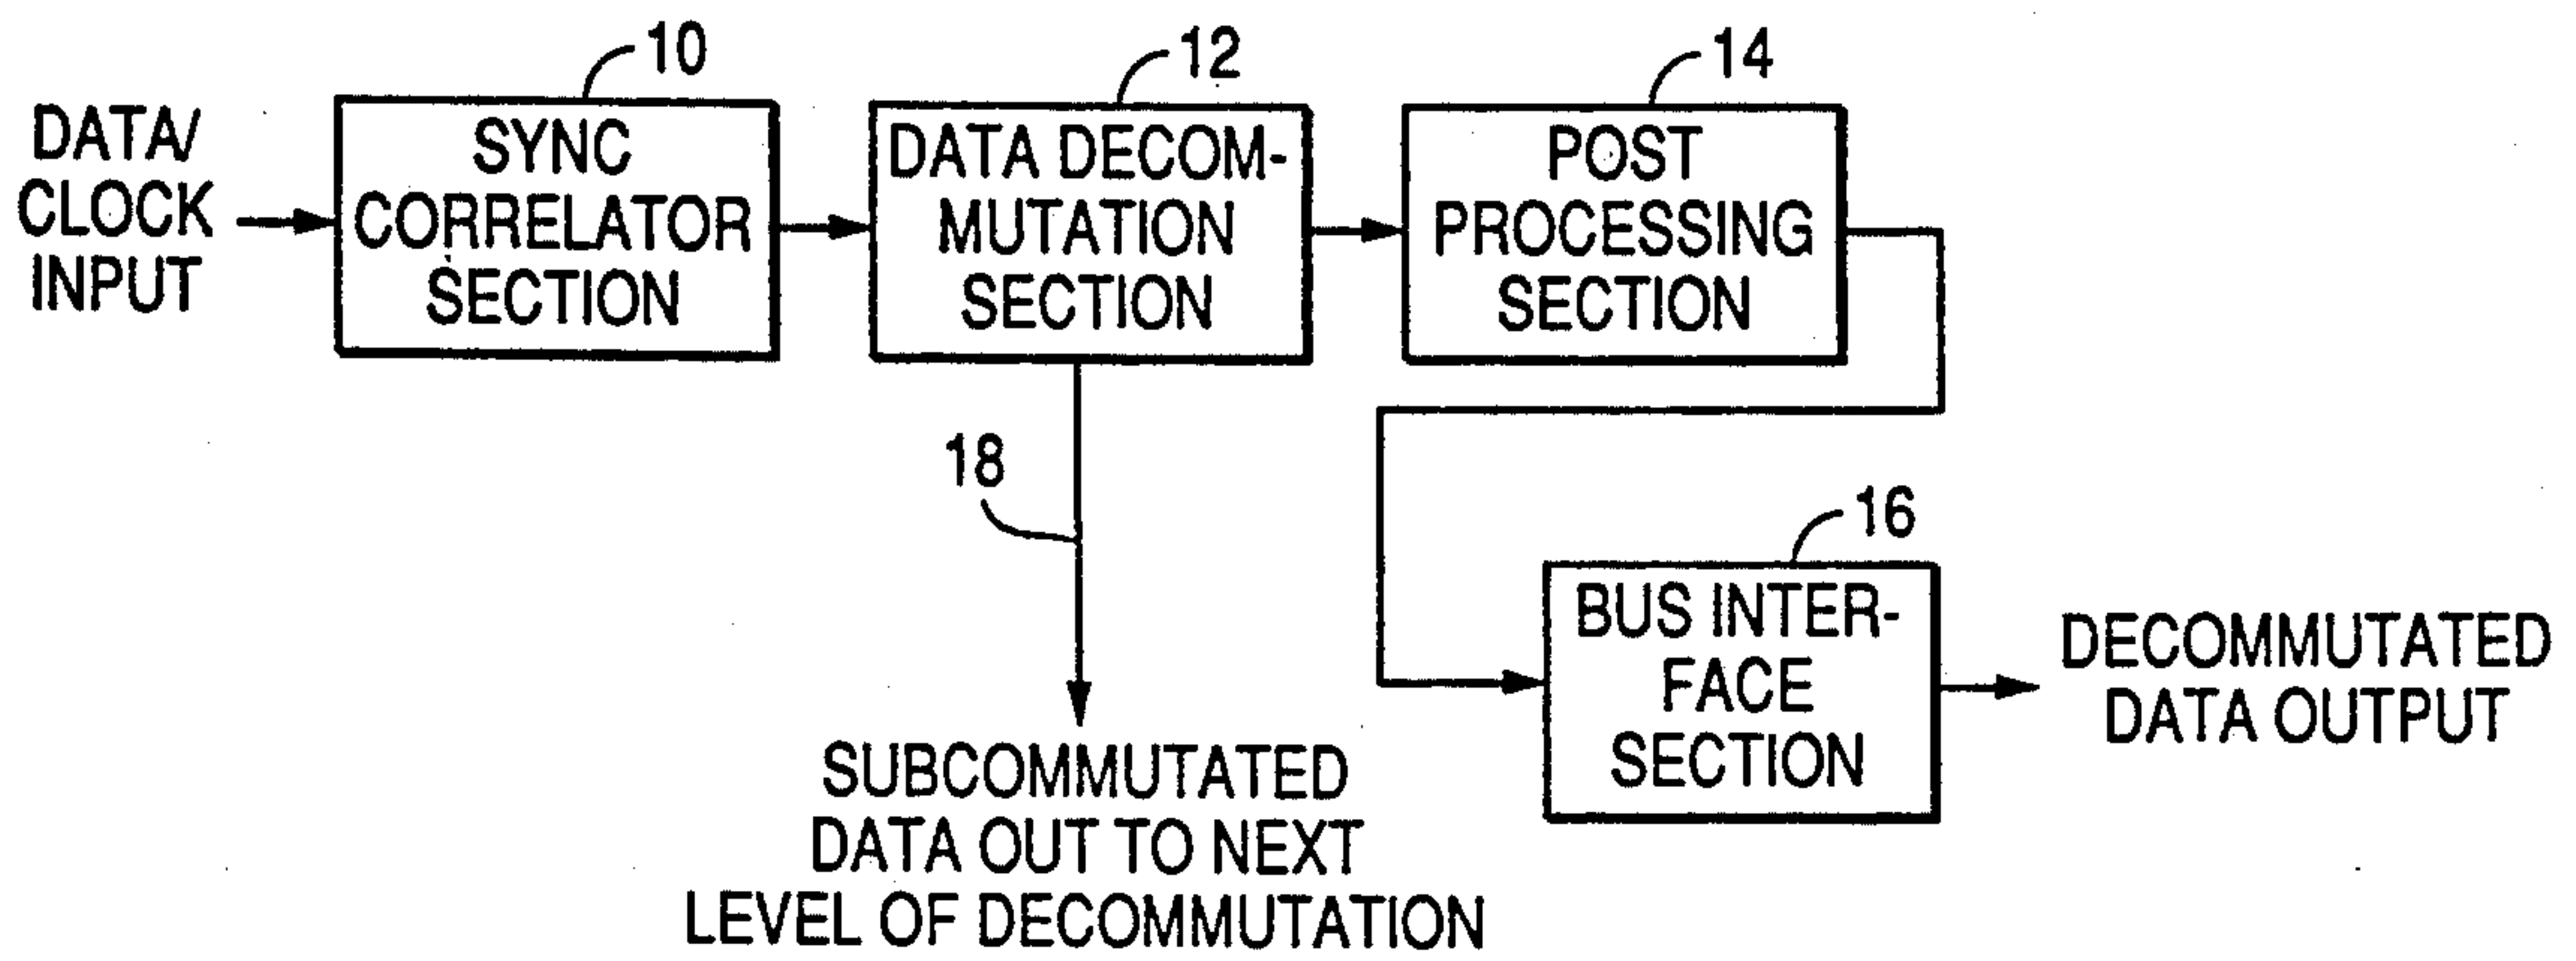 10
12
14
DATA/
CLOCK
INPUT
SYNC
CORRELATOR
SECTION
DATA DECOM-
MUTATION
SECTION
POST
PROCESSING
SECTION
18
16
BUS INTER-
FACE
SECTION
DECOMMUTATED
DATA OUTPUT
SUBCOMMUTATED
DATA OUT TO NEXT
LEVEL OF DECOMMUTATION